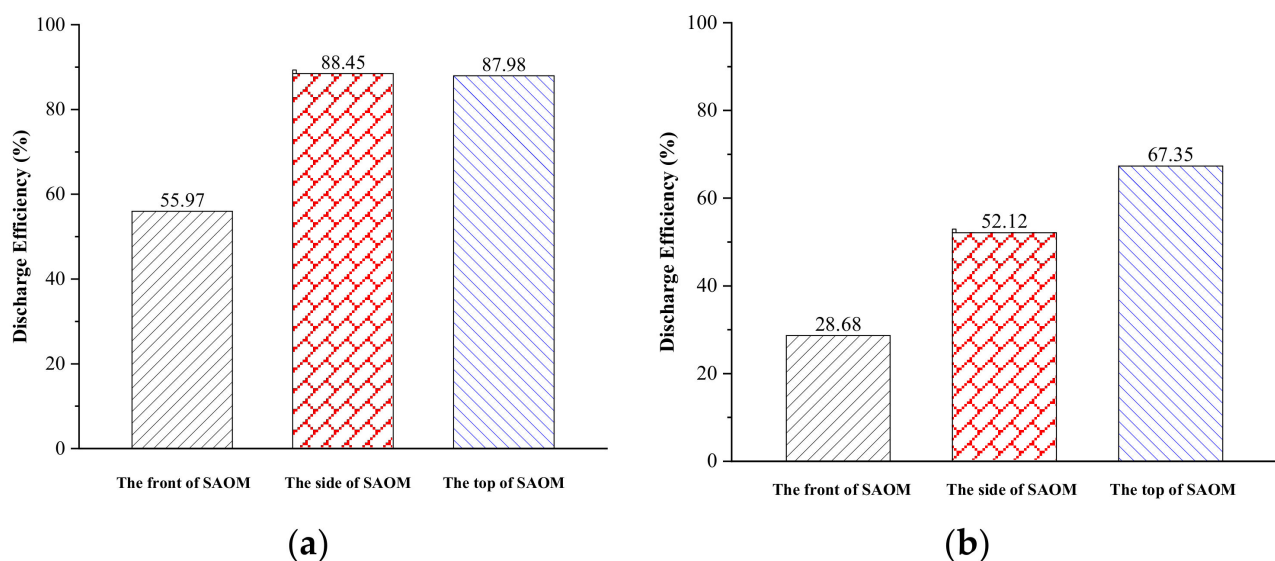 100
80
60
40
20
0
Discharge Efficiency (%)
55.97
88.45
87.98
The front of SAOM
The side of SAOM
The top of SAOM
(a)
100
80
60
40
20
0
Discharge Efficiency (%)
28.68
52.12
67.35
The front of SAOM
The side of SAOM
The top of SAOM
(b)